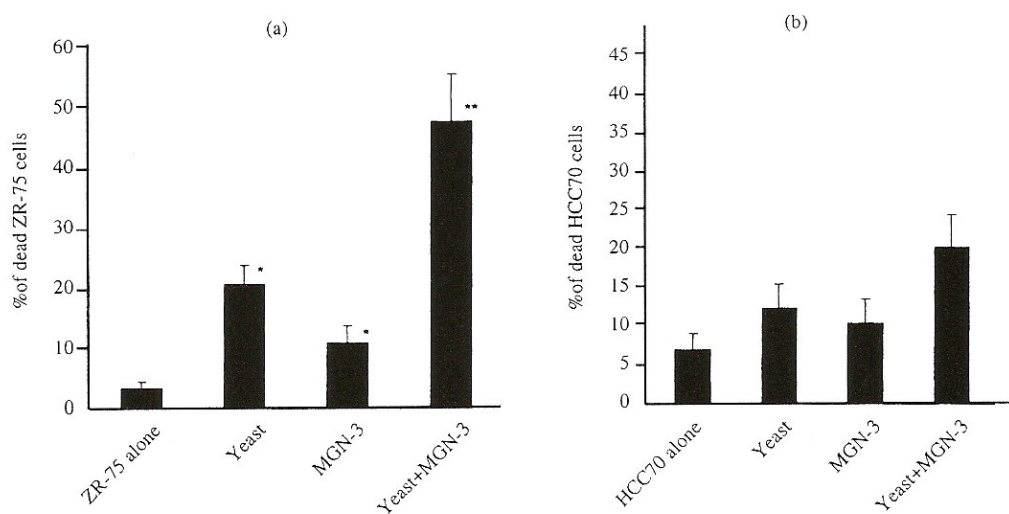 (a)
%of dead ZR-75 cells
60
50
40
30
20
10
0
*
*
**
ZR-75 alone
Yeast
MGN-3
Yeast+MGN-3
(b)
%of dead HCC70 cells
45
40
35
30
25
20
15
10
5
0
HCC70 alone
Yeast
MGN-3
Yeast+MGN-3